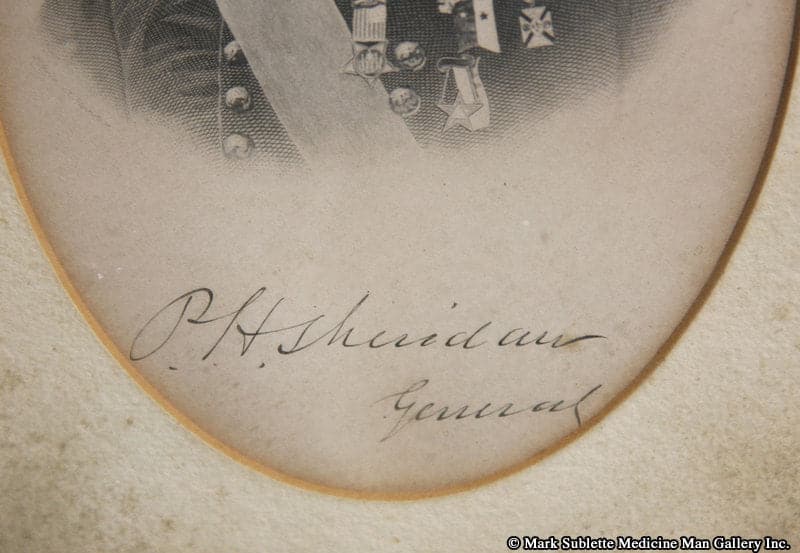 P. H. Sheridan
General
© Mark Sublette Medicine Man Gallery Inc.